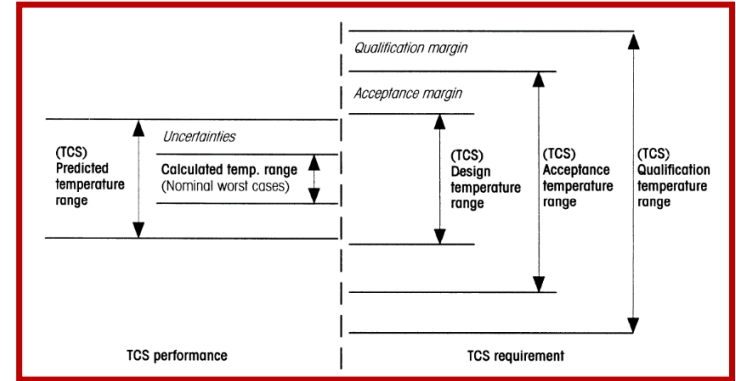 Qualification margin
Acceptance margin
Uncertainties
(TCS)
Predicted
temperature
range
Calculated temp. range
(Nominal worst cases)
(TCS)
Design
temperature
range
(TCS)
Acceptance
temperature
range
(TCS)
Qualification
temperature
range
TCS performance
TCS requirement